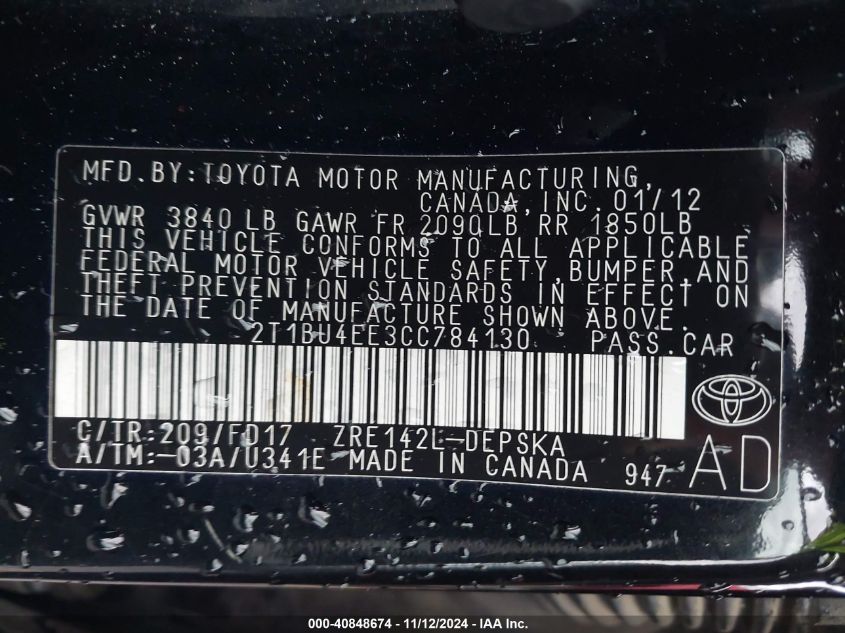 MFD.BY:TOYOTA MOTOR MANUFACTURING,
CANADA, INC. 01/12
GVWR 3840 LB GAWR FR 2090LB RR 1850LB
THIS VEHICLE CONFORMS TO ALL APPLICABLE
FEDERAL MOTOR VEHICLE SAFETY,BUMPER,AND
THEFT PREVENTION STANDARDS IN EFFECT ON
THE DATE OF MANUFACTURE SHOWN ABOVE.
2T1BU4EE3CC784130 PASS.CAR
C/TR:209/FD17 ZRE142L-DEPSKA
A/TM:-03A/U341E MADE IN CANADA 947 AD
000-40848674 - 11/12/2024 - © IAA Inc.